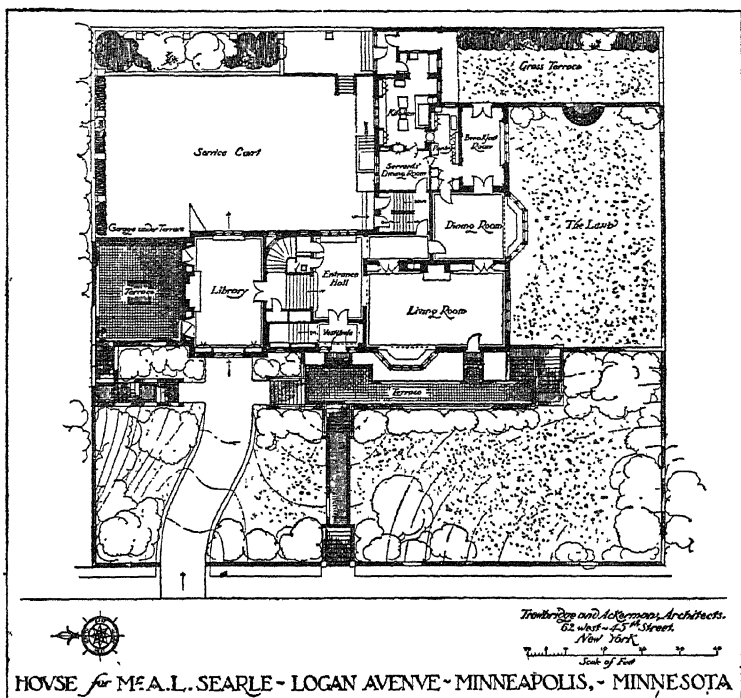 Grass Terrace
Kitchen
Service Court
Servants' Dining Room
Pantry
Breakfast Room
Garage under Terrace
Dining Room
The Lawn
Terrace
Library
Entrance Hall
Living Room
Vestibule
Terrace
Trowbridge and Ackerman, Architects.
62 West - 45th Street.
New York
Scale of Feet
HOVSE for Mr. A.L. SEARLE - LOGAN AVENVE - MINNEAPOLIS, - MINNESOTA